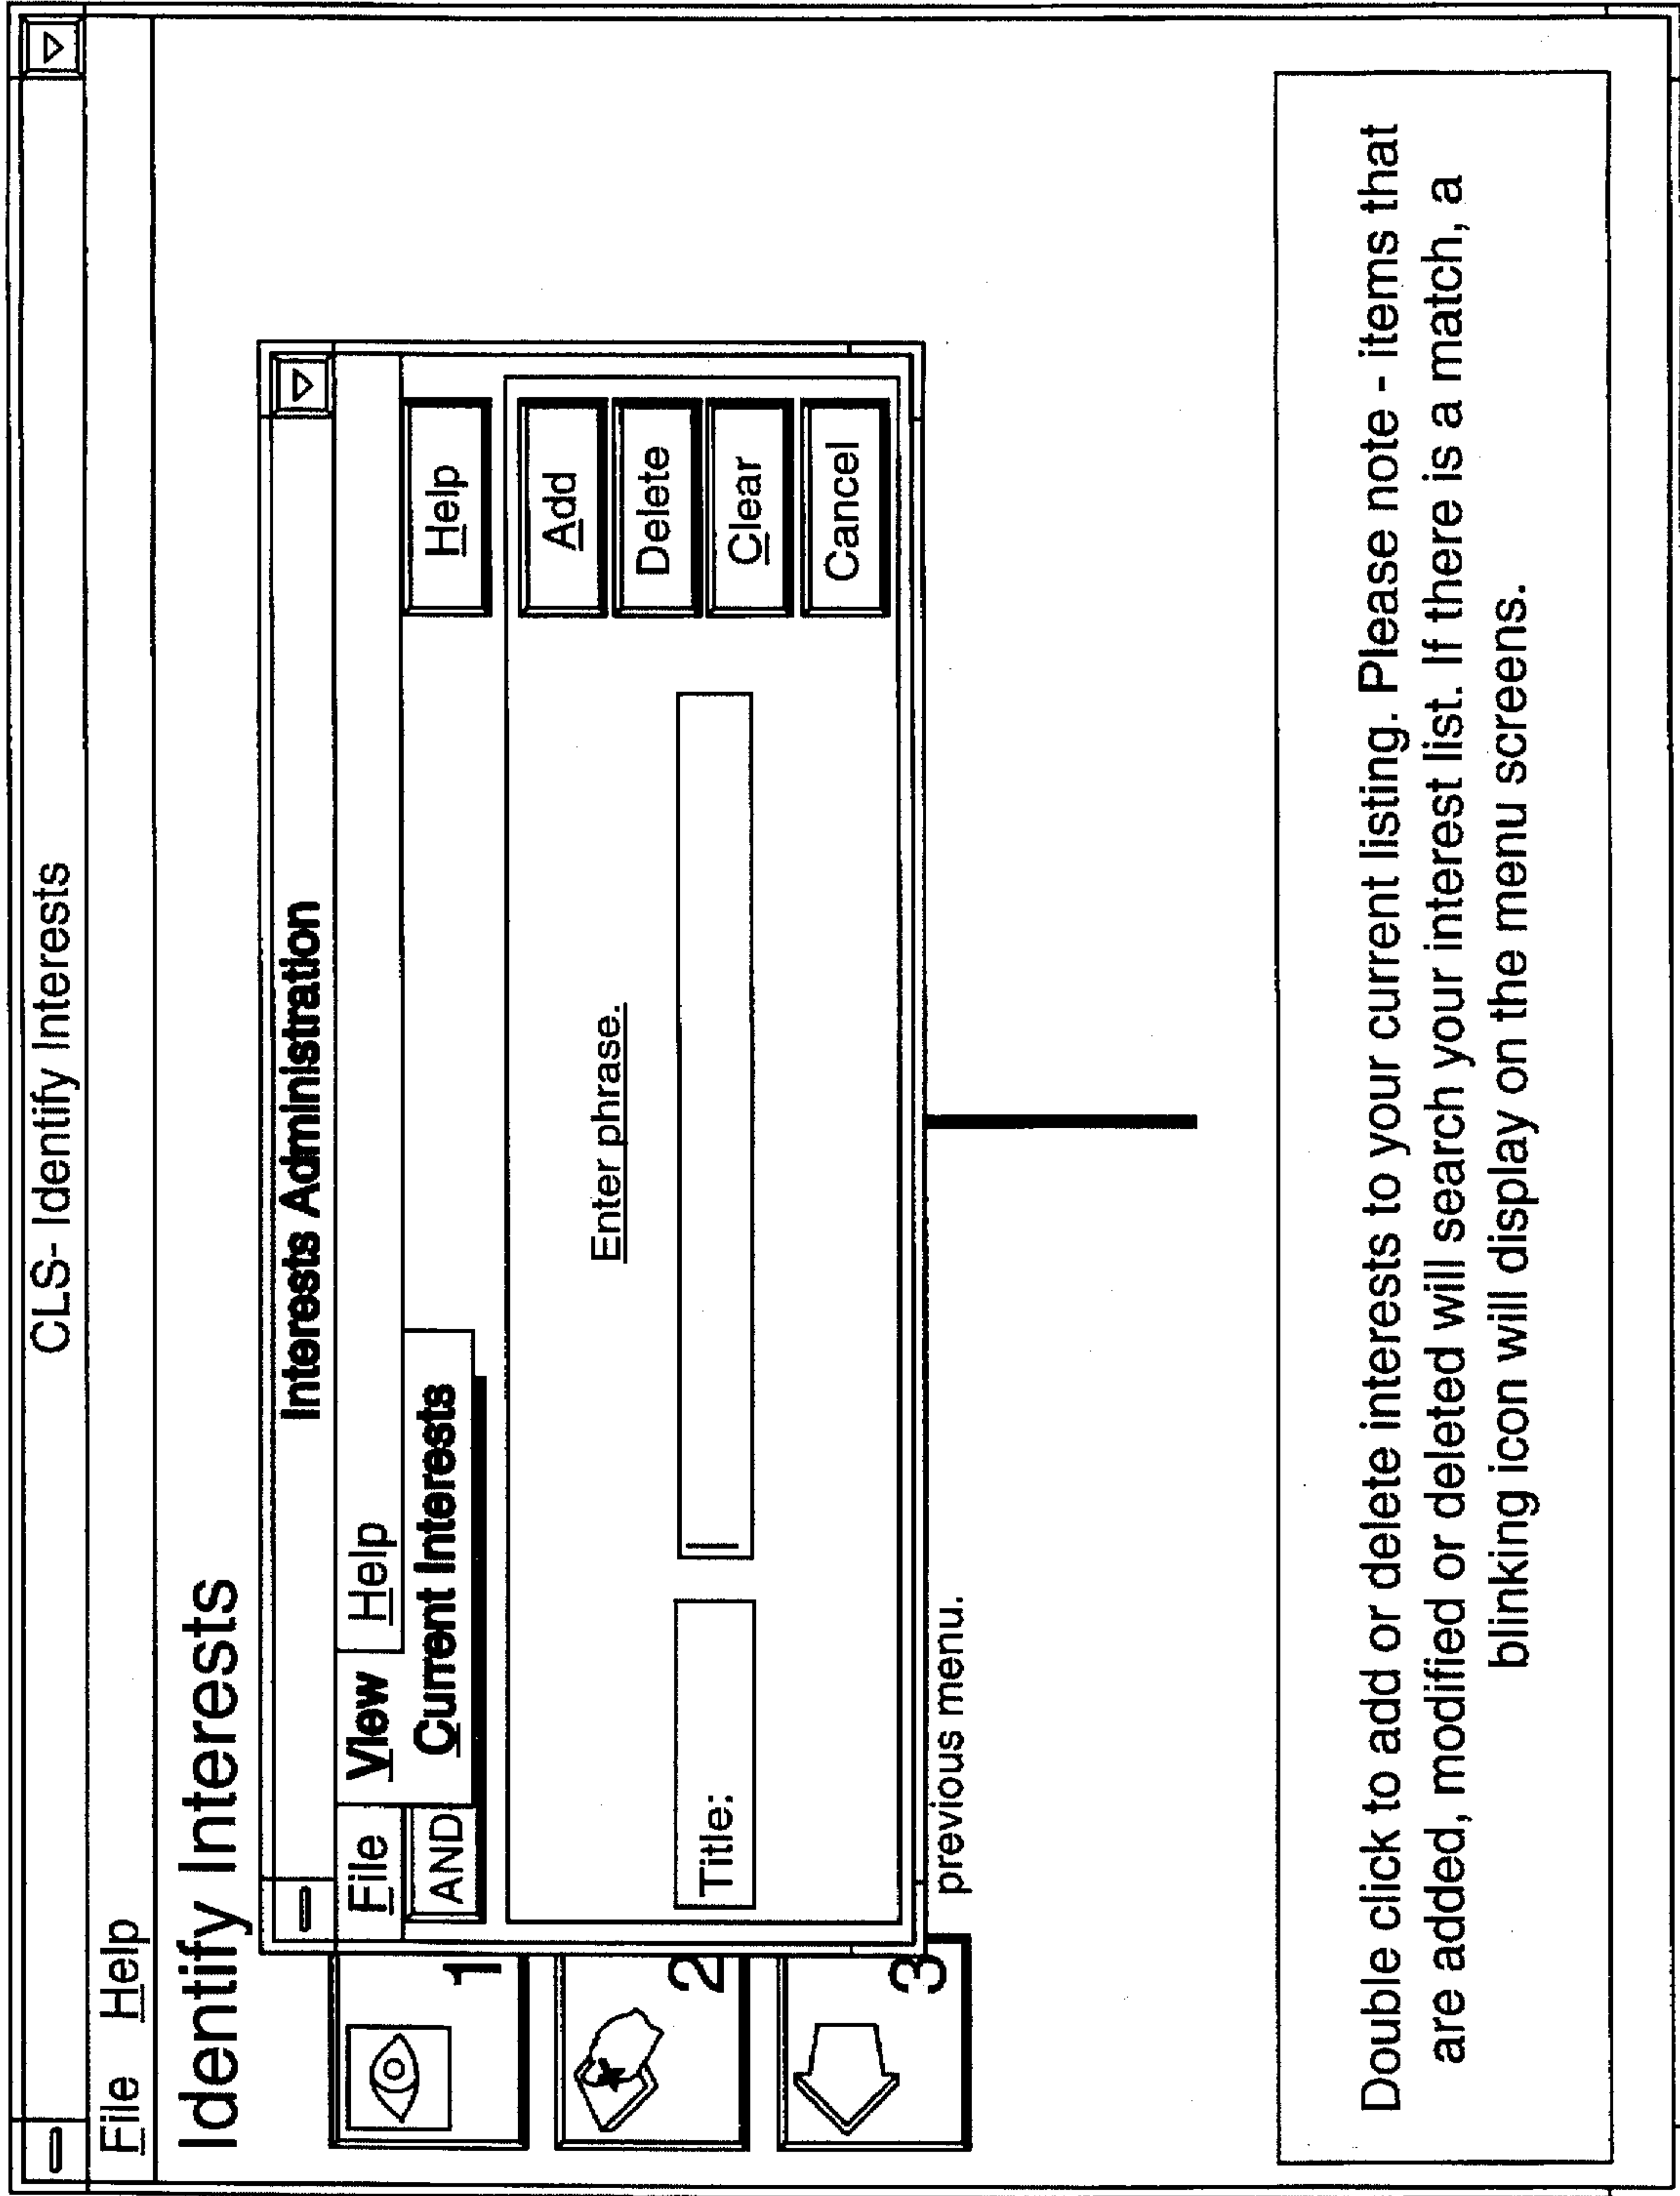 CLS- Identify Interests
File Help
Identify Interests
Interests Administration
File View Help
AND Current Interests Help
Enter phrase.
Title:
Add
Delete
Clear
Cancel
1
2
3
previous menu.
Double click to add or delete interests to your current listing. Please note - items that
are added, modified or deleted will search your interest list. If there is a match, a
blinking icon will display on the menu screens.